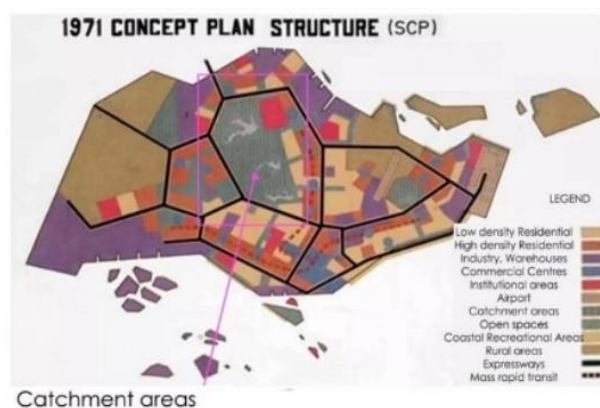 1971 CONCEPT PLAN STRUCTURE (SCP)
LEGEND
Low density Residential
High density Residential
Industry, Warehouses
Commercial Centres
Institutional areas
Airport
Catchment areas
Open spaces
Coastal Recreational Areas
Rural areas
Expressways
Mass rapid transit
Catchment areas